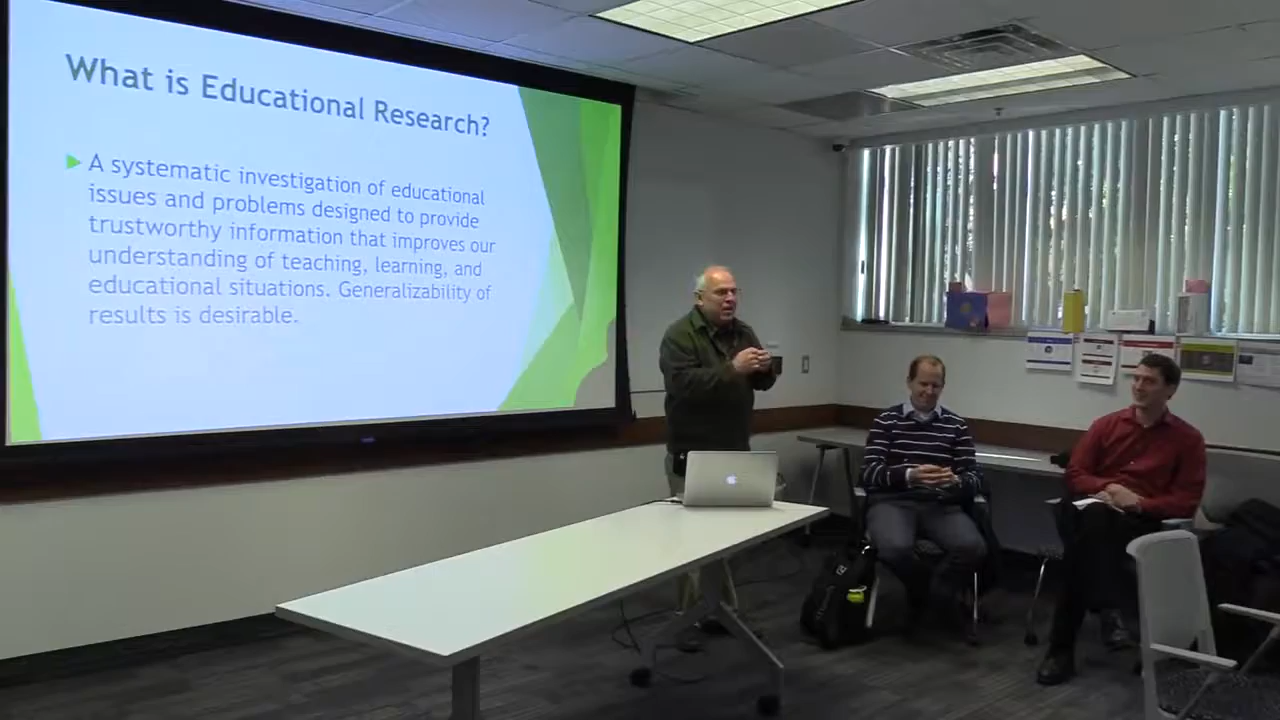 What is Educational Research?
A systematic investigation of educational
issues and problems designed to provide
trustworthy information that improves our
understanding of teaching, learning, and
educational situations. Generalizability of
results is desirable.